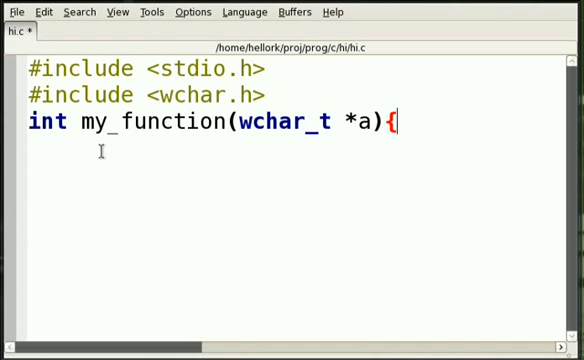 File Edit Search View Tools Options Language Buffers Help
hi.c *
/home/hellork/proj/prog/c/hi/hi.c
#include <stdio.h>
#include <wchar.h>
int my_function(wchar_t *a){